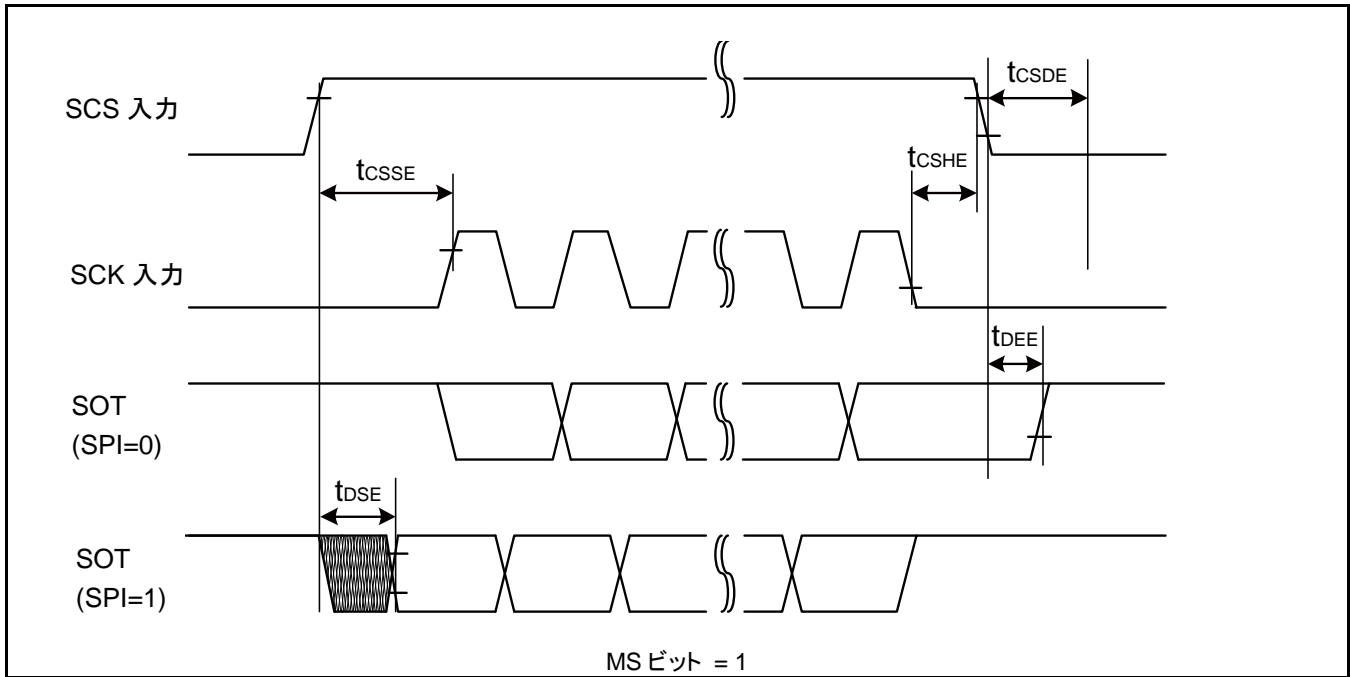 SCS 入力
tCSDE
tCSHE
tCSSE
SCK 入力
tDEE
SOT
(SPI=0)
tDSE
SOT
(SPI=1)
MS ビット = 1